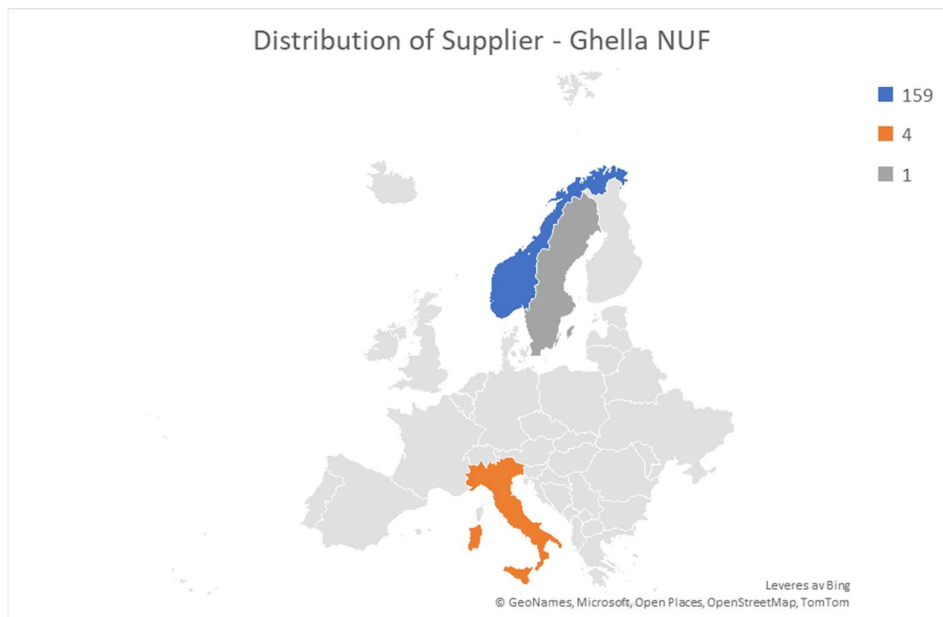 Distribution of Supplier - Ghella NUF
159
4
1
Leveres av Bing
© GeoNames, Microsoft, Open Places, OpenStreetMap, TomTom